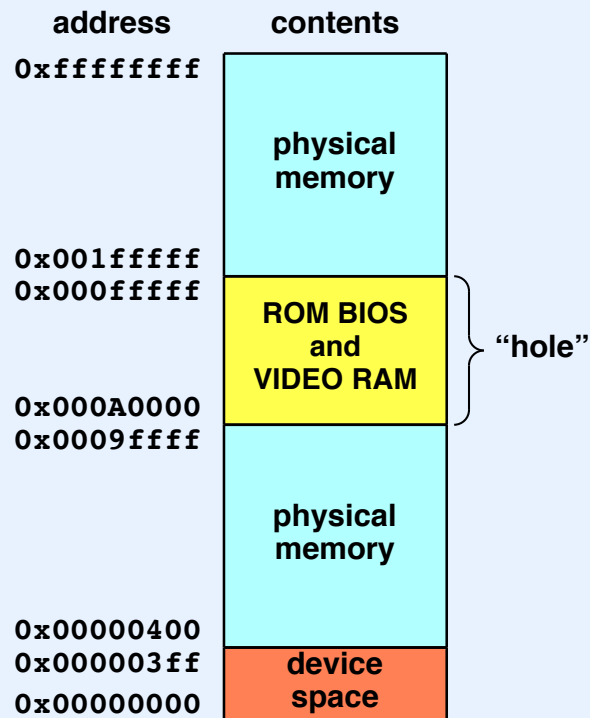 address contents
0xffffffff
physical
memory
0x001fffff
0x000fffff
ROM BIOS
and
VIDEO RAM
“hole”
0x000A0000
0x0009ffff
physical
memory
0x00000400
0x000003ff
device
space
0x00000000